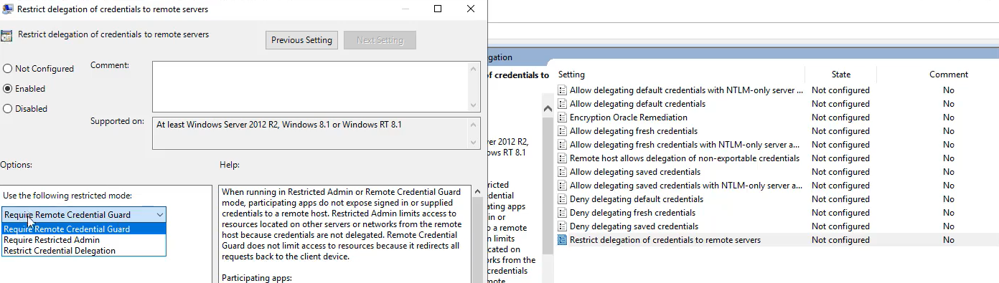 Restrict delegation of credentials to remote servers
Restrict delegation of credentials to remote servers
Previous Setting
Next Setting
Not Configured
Enabled
Disabled
Comment:
Supported on:
At least Windows Server 2012 R2, Windows 8.1 or Windows RT 8.1
Options:
Help:
Use the following restricted mode:
Require Remote Credential Guard
Require Remote Credential Guard
Require Restricted Admin
Restrict Credential Delegation
When running in Restricted Admin or Remote Credential Guard
mode, participating apps do not expose signed in or supplied
credentials to a remote host. Restricted Admin limits access to
resources located on other servers or networks from the remote
host because credentials are not delegated. Remote Credential
Guard does not limit access to resources because it redirects all
requests back to the client device.
Participating apps:
gation
of credentials to
ver 2012 R2,
ows RT 8.1
tricted
dential
ating apps
in or
o a remote
n limits
cated on
orks from the
credentials
mote
Setting State Comment
Allow delegating default credentials with NTLM-only server ... Not configured No
Allow delegating default credentials Not configured No
Encryption Oracle Remediation Not configured No
Allow delegating fresh credentials Not configured No
Allow delegating fresh credentials with NTLM-only server a... Not configured No
Remote host allows delegation of non-exportable credentials Not configured No
Allow delegating saved credentials Not configured No
Allow delegating saved credentials with NTLM-only server a... Not configured No
Deny delegating default credentials Not configured No
Deny delegating fresh credentials Not configured No
Deny delegating saved credentials Not configured No
Restrict delegation of credentials to remote servers Not configured No